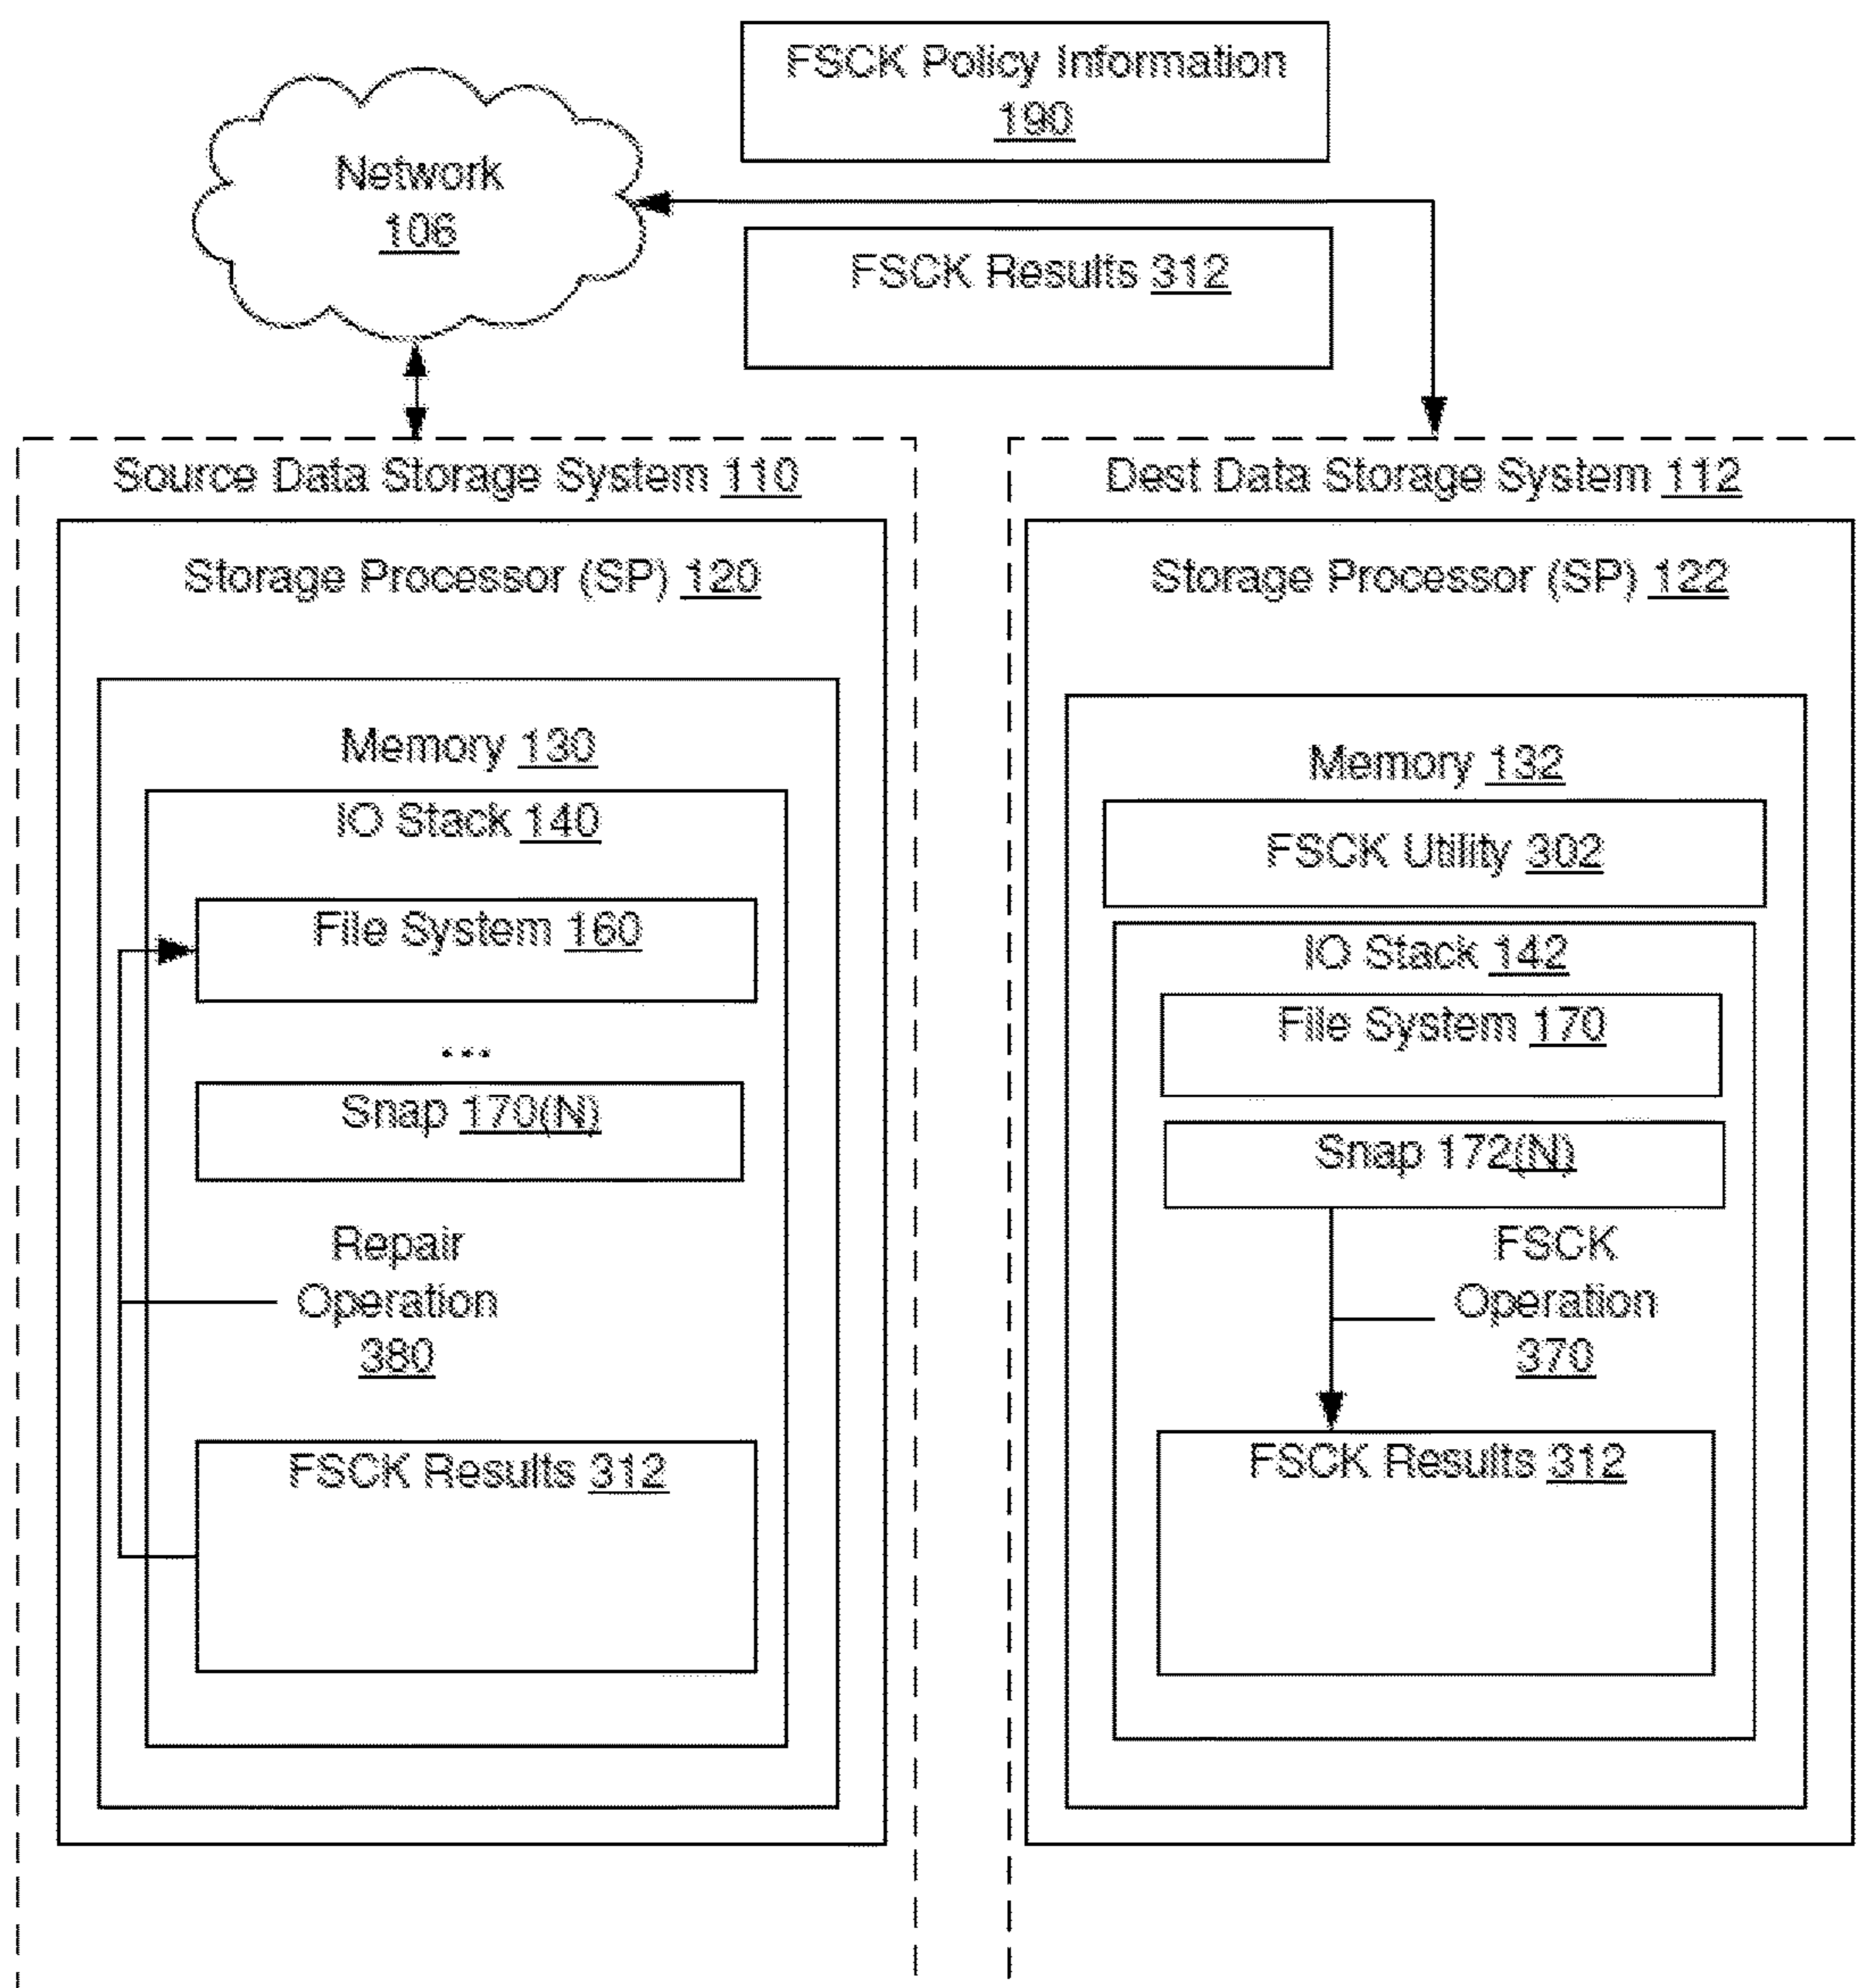 FSCK Policy Information
190
Network
106
FSCK Results 312
Source Data Storage System 110
Storage Processor (SP) 120
Memory 130
IO Stack 140
File System 160
...
Snap 170(N)
Repair
Operation
380
FSCK Results 312
Dest Data Storage System 112
Storage Processor (SP) 122
Memory 132
FSCK Utility 302
IO Stack 142
File System 170
Snap 172(N)
FSCK
Operation
370
FSCK Results 312